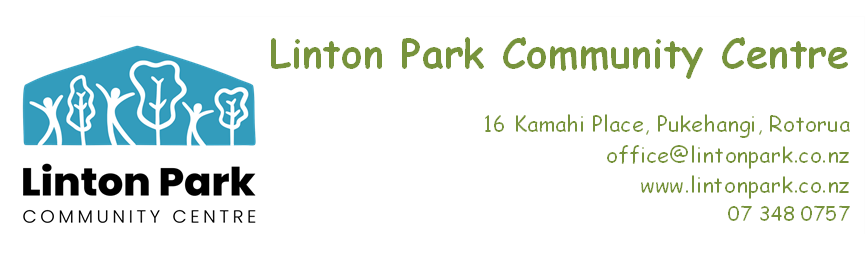 Linton Park Community Centre
16 Kamahi Place, Pukehangi, Rotorua
office@lintonpark.co.nz
www.lintonpark.co.nz
07 348 0757
Linton Park
COMMUNITY CENTRE